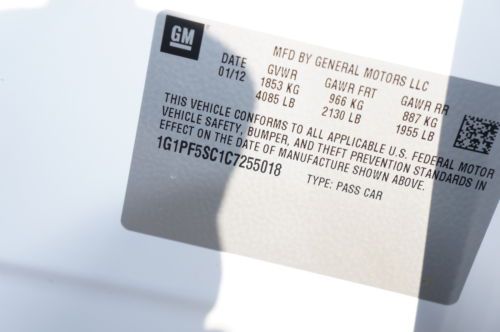 GM
MFD BY GENERAL MOTORS LLC
DATE GVWR GAWR FRT GAWR RR
01/12 1853 KG 966 KG 887 KG
4085 LB 2130 LB 1955 LB
THIS VEHICLE CONFORMS TO ALL APPLICABLE U.S. FEDERAL MOTOR
VEHICLE SAFETY, BUMPER, AND THEFT PREVENTION STANDARDS IN
EFFECT ON THE DATE OF MANUFACTURE SHOWN ABOVE.
1G1PF5SC1C7255018
TYPE: PASS CAR